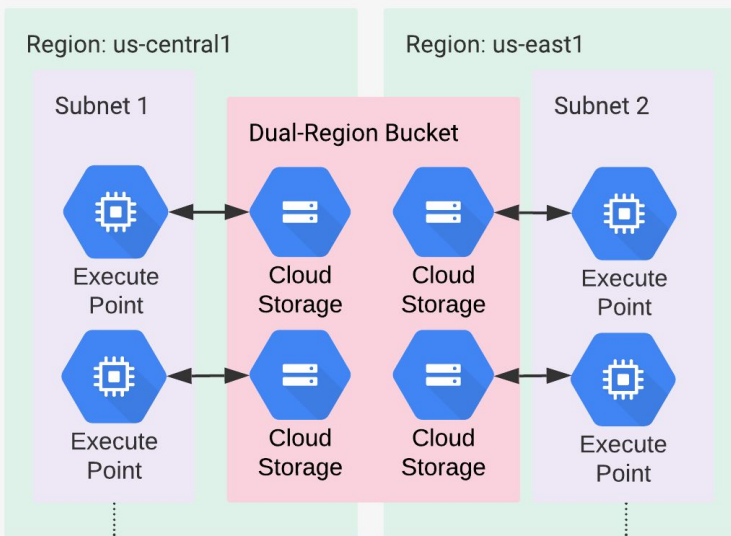 Region: us-central1
Region: us-east1
Subnet 1
Subnet 2
Dual-Region Bucket
Execute
Point
Cloud
Storage
Cloud
Storage
Execute
Point
Execute
Point
Cloud
Storage
Cloud
Storage
Execute
Point